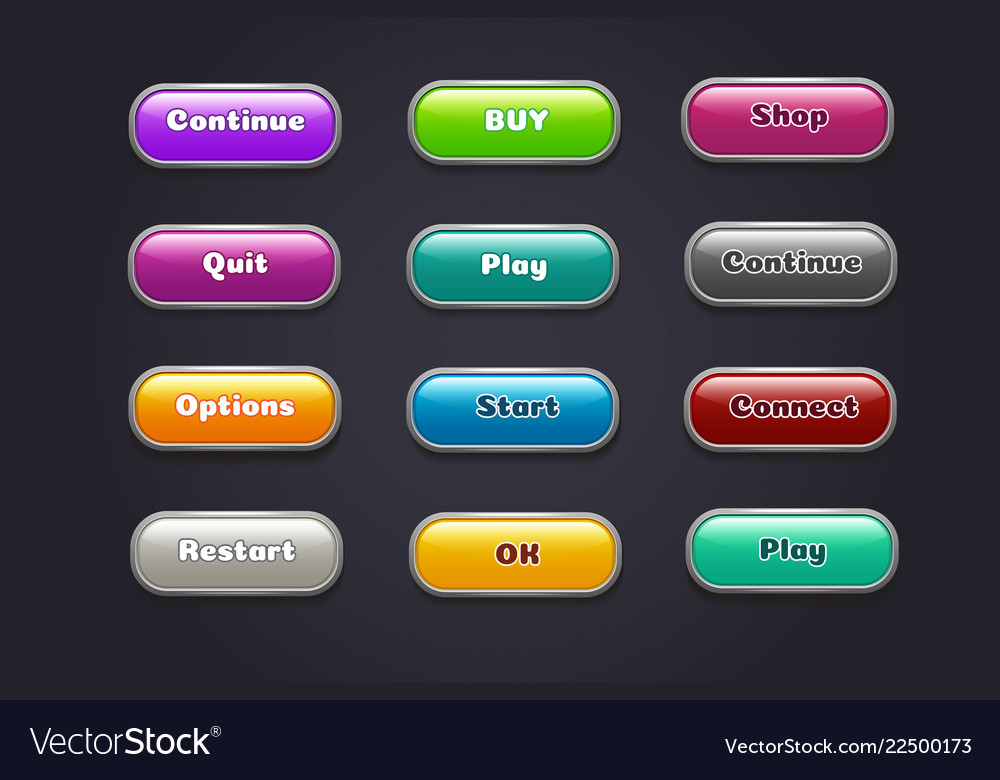 Continue
BUY
Shop
Quit
Play
Continue
Options
Start
Connect
Restart
OK
Play
VectorStock®
VectorStock.com/22500173